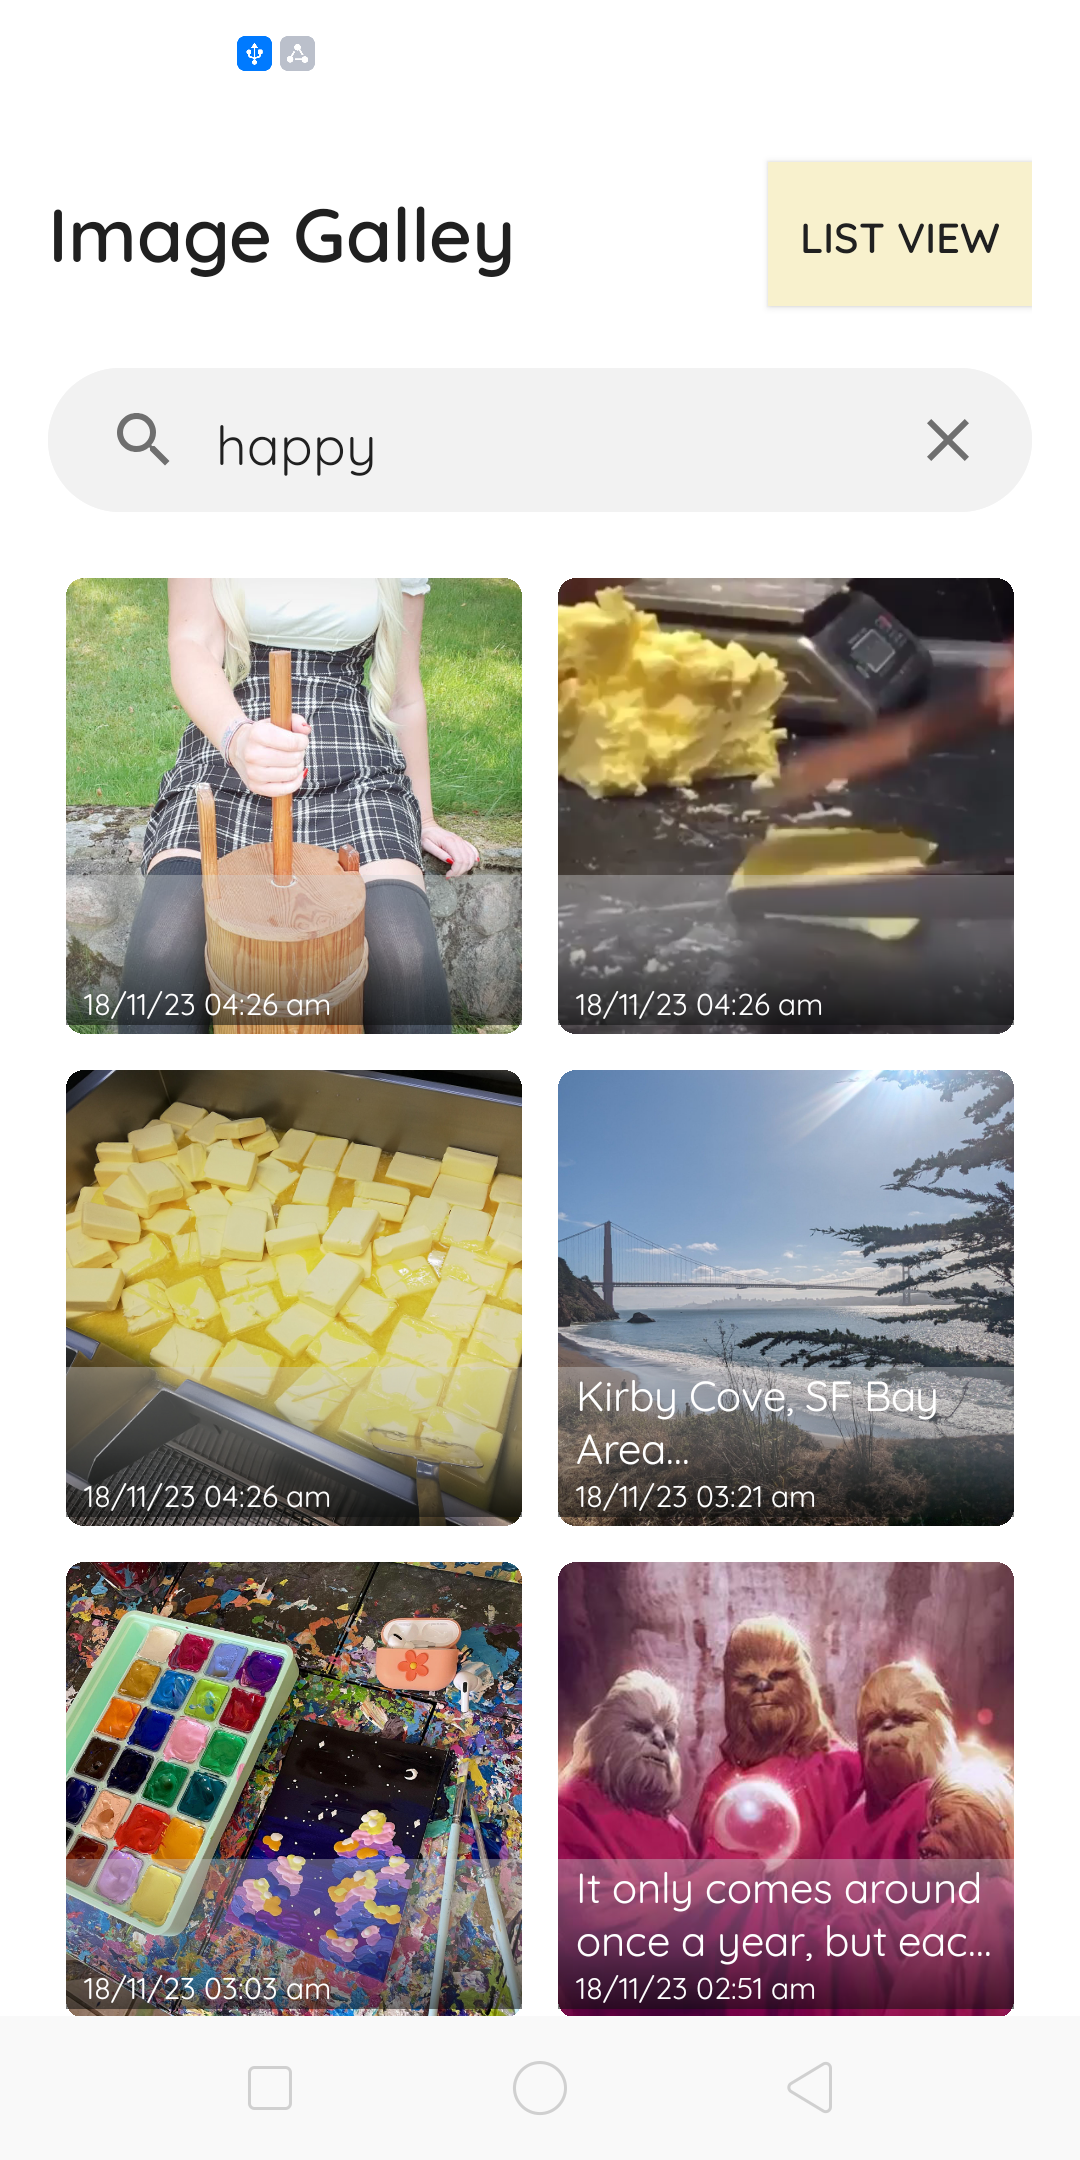 Image Galley
LIST VIEW
happy
18/11/23 04:26 am
18/11/23 04:26 am
18/11/23 04:26 am
Kirby Cove, SF Bay
Area...
18/11/23 03:21 am
18/11/23 03:03 am
It only comes around
once a year, but eac...
18/11/23 02:51 am